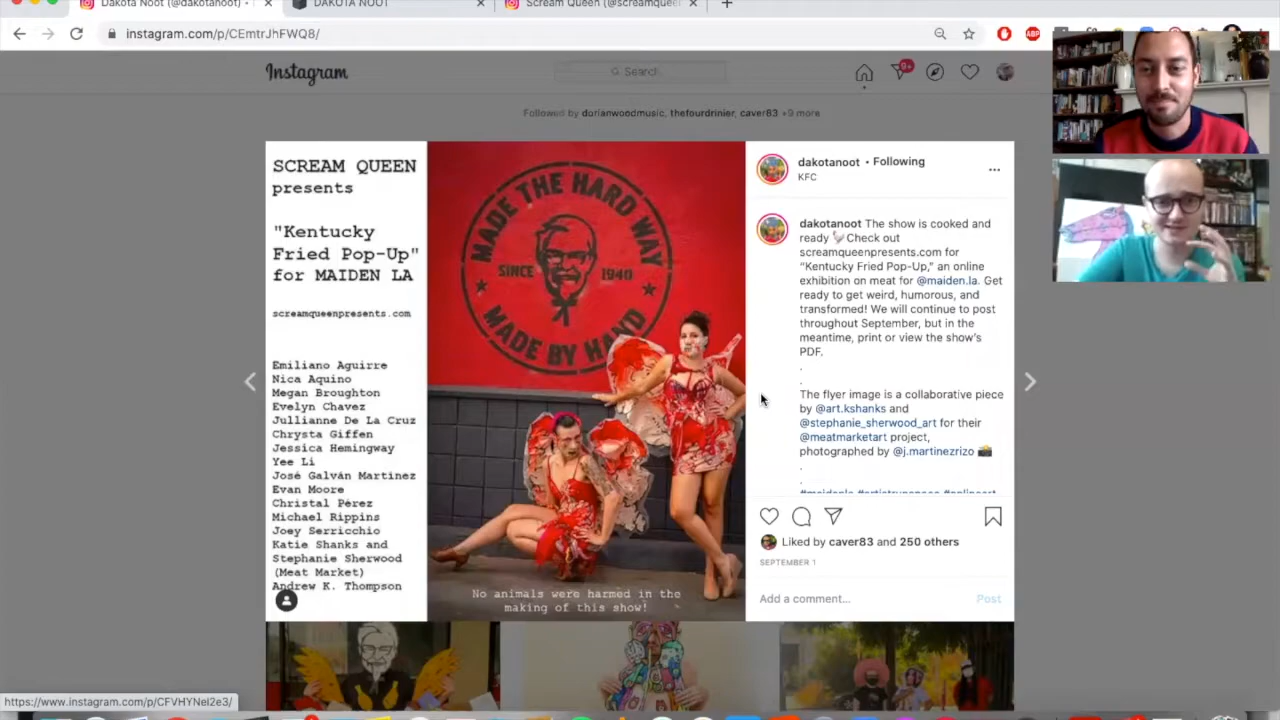 Dakota Noot (@dakotanoot) •
DAKOTA NOOT
Scream Queen (@screamqueen
instagram.com/p/CEmtrJhFWQ8/
ABP
Instagram
Search
9+
Followed by dorianwoodmusic, thefourdrinier, caver83 +9 more
SCREAM QUEEN
presents
"Kentucky
Fried Pop-Up"
for MAIDEN LA
screamqueenpresents.com
Emiliano Aguirre
Nica Aquino
Megan Broughton
Evelyn Chavez
Jullianne De La Cruz
Chrysta Giffen
Jessica Hemingway
Yee Li
José Galván Martinez
Evan Moore
Christal Pérez
Michael Rippins
Joey Serricchio
Katie Shanks and
Stephanie Sherwood
(Meat Market)
Andrew K. Thompson
MADE THE HARD WAY
SINCE 1940
MADE BY HAND
No animals were harmed in the
making of this show!
dakotanoot • Following
KFC
dakotanoot The show is cooked and
ready 🐓Check out
screamqueenpresents.com for
“Kentucky Fried Pop-Up,” an online
exhibition on meat for @maiden.la. Get
ready to get weird, humorous, and
transformed! We will continue to post
throughout September, but in the
meantime, print or view the show's
PDF.
.
.
The flyer image is a collaborative piece
by @art.kshanks and
@stephanie_sherwood_art for their
@meatmarketart project,
photographed by @j.martinezrizo 📸
.
.
Liked by caver83 and 250 others
SEPTEMBER 1
Add a comment...
Post
https://www.instagram.com/p/CFVHYNel2e3/